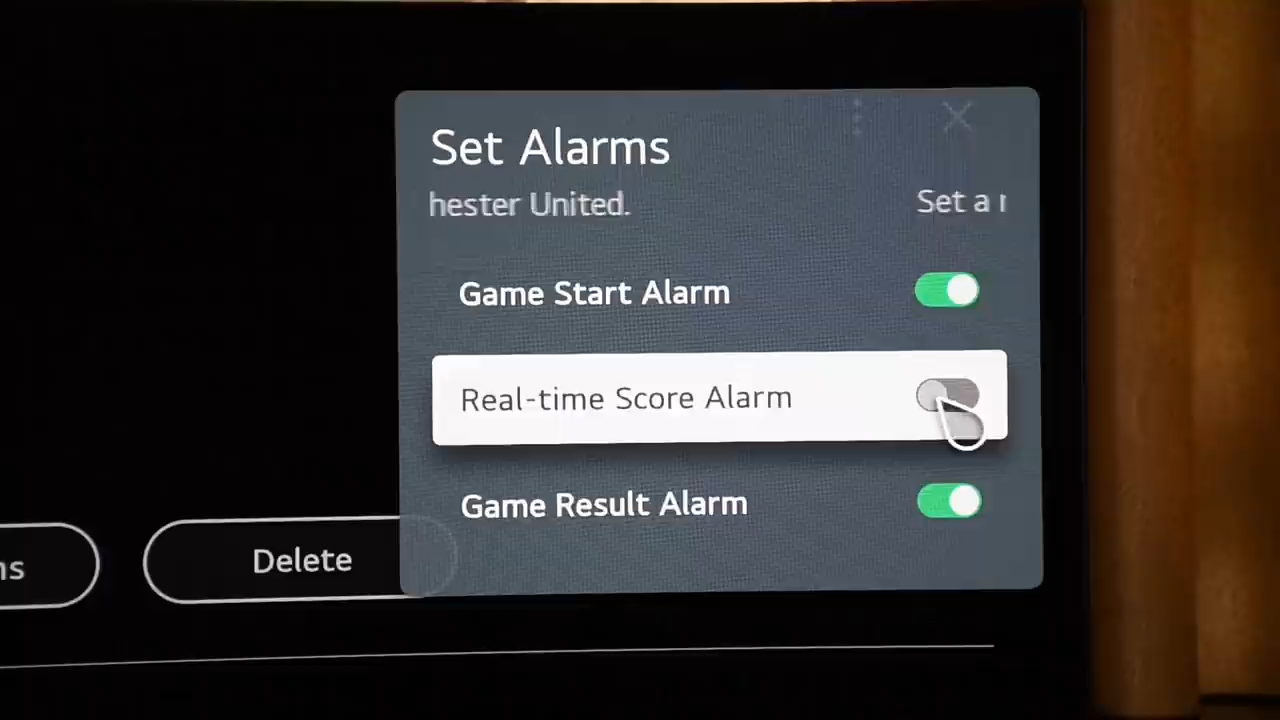 Set Alarms
hester United. Set a
Game Start Alarm
Real-time Score Alarm
Game Result Alarm
ns
Delete